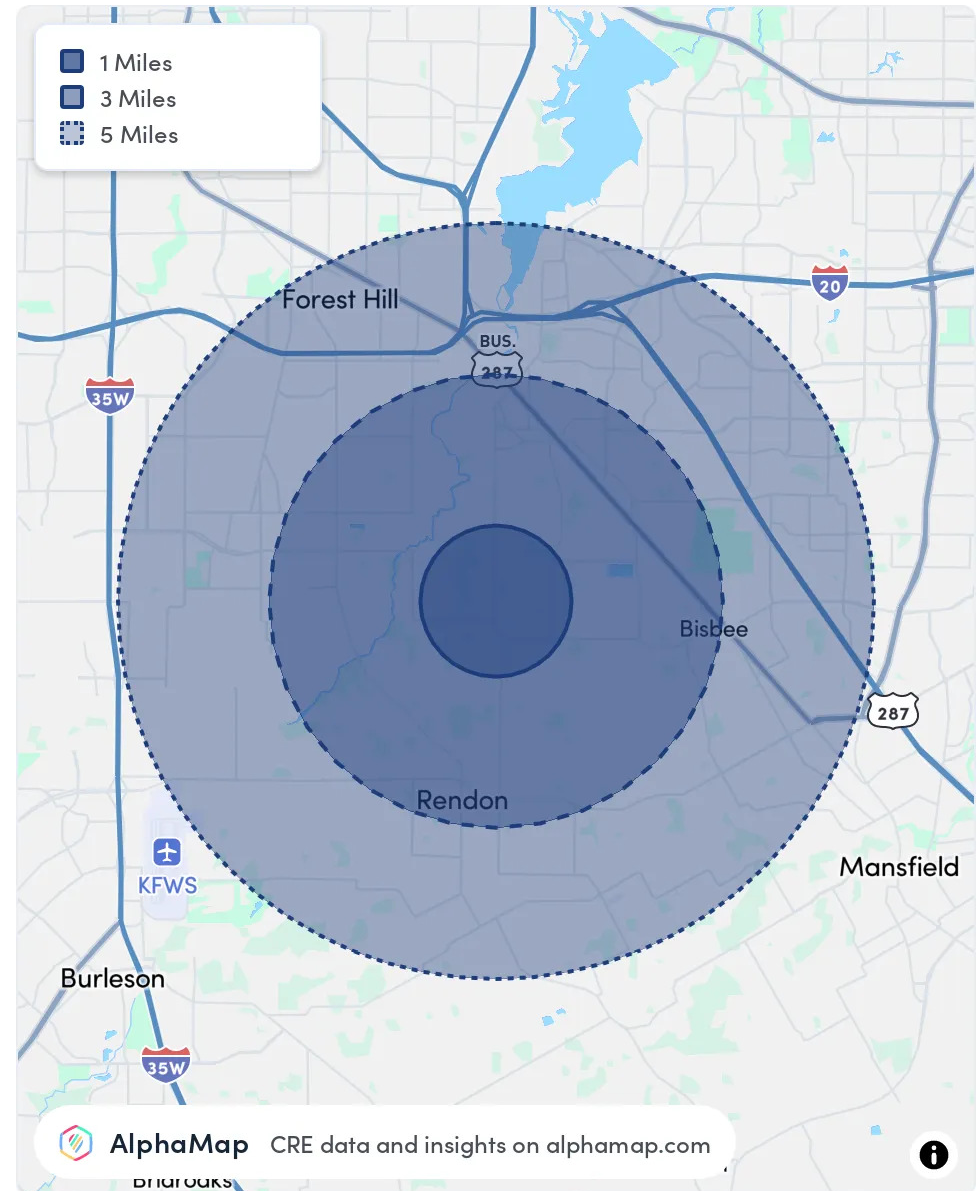 1 Miles
3 Miles
5 Miles
20
Forest Hill
BUS.
287
35W
Bisbee
287
Rendon
KFWS
Mansfield
Burleson
35W
AlphaMap CRE data and insights on alphamap.com
Briaroaks